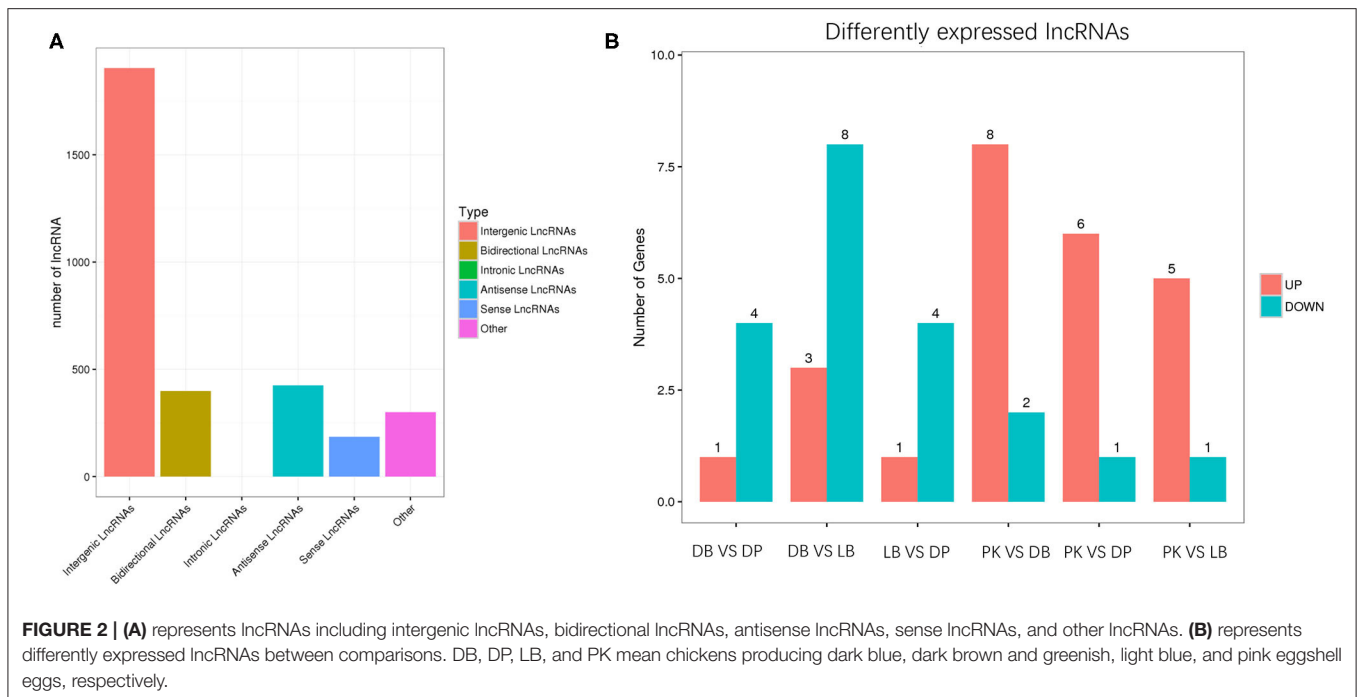 A
number of lncRNA
1500
1000
500
0
Intergenic LncRNAs
Bidirectional LncRNAs
Intronic LncRNAs
Antisense LncRNAs
Sense LncRNAs
Other
Type
Intergenic LncRNAs
Bidirectional LncRNAs
Intronic LncRNAs
Antisense LncRNAs
Sense LncRNAs
Other
B
Differently expressed lncRNAs
Number of Genes
10.0
7.5
5.0
2.5
0.0
1
4
3
8
1
4
8
2
6
1
5
1
DB VS DP
DB VS LB
LB VS DP
PK VS DB
PK VS DP
PK VS LB
UP
DOWN
FIGURE 2 | (A) represents lncRNAs including intergenic lncRNAs, bidirectional lncRNAs, antisense lncRNAs, sense lncRNAs, and other lncRNAs. (B) represents
differently expressed lncRNAs between comparisons. DB, DP, LB, and PK mean chickens producing dark blue, dark brown and greenish, light blue, and pink eggshell
eggs, respectively.